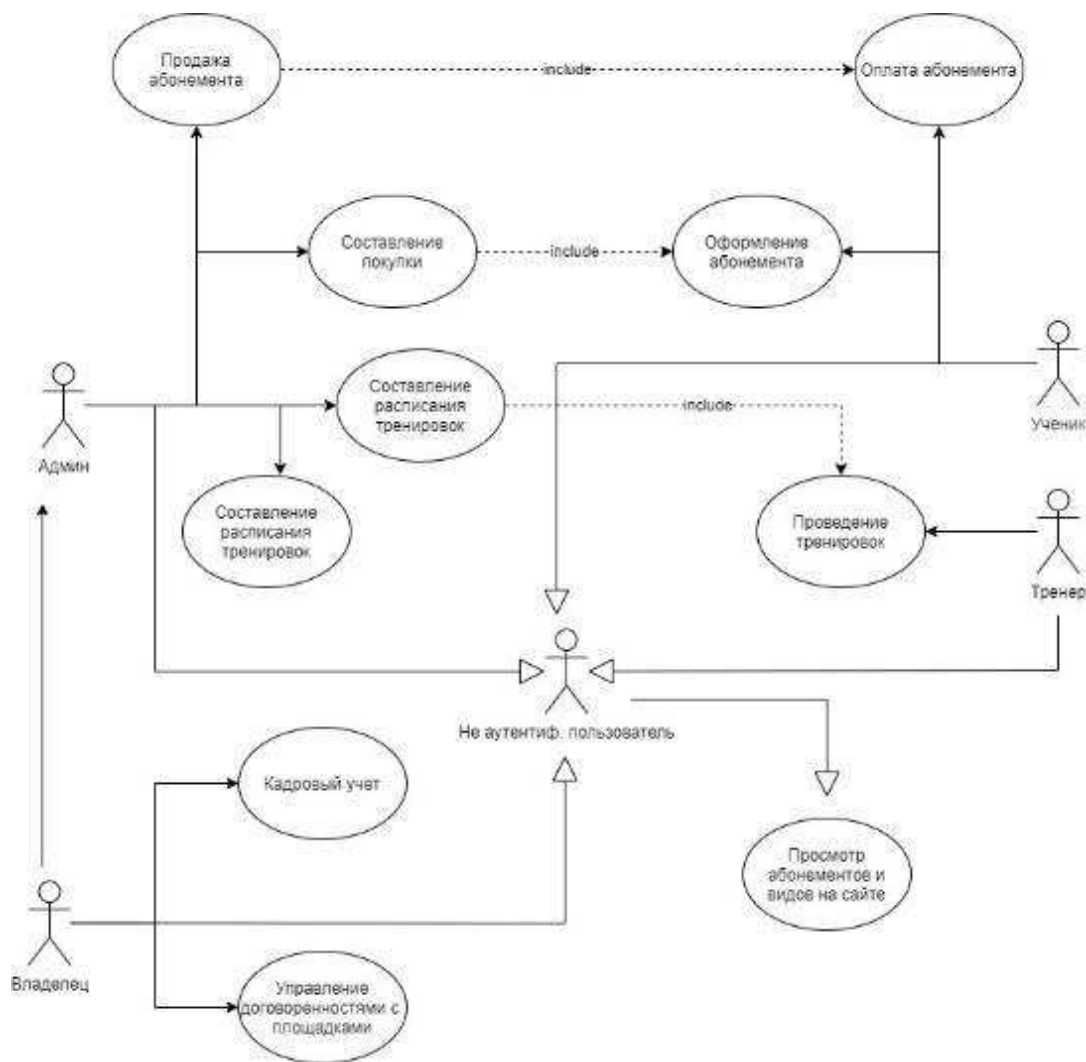 Продажа
абонемента
include
Оплата абонемента
Составление
покупки
include
Оформление
абонемента
Админ
Составление
расписания
тренировок
include
Ученик
Составление
расписания
тренировок
Проведение
тренировок
Тренер
Не аутентиф. пользователь
Кадровый учет
Просмотр
абонементов и
видов на сайте
Владелец
Управление
договоренностями с
площадками